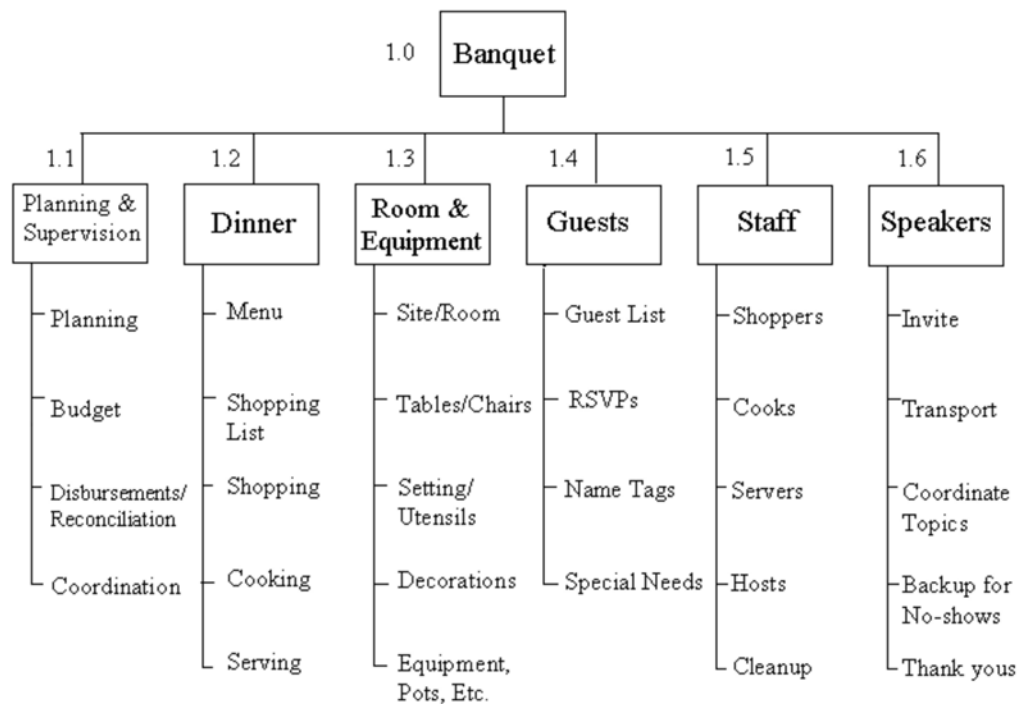 1.0
Banquet
1.1
Planning &
Supervision
Planning
Budget
Disbursements/
Reconciliation
Coordination
1.2
Dinner
Menu
Shopping
List
Shopping
Cooking
Serving
1.3
Room &
Equipment
Site/Room
Tables/Chairs
Setting/
Utensils
Decorations
Equipment,
Pots, Etc.
1.4
Guests
Guest List
RSVPs
Name Tags
Special Needs
1.5
Staff
Shoppers
Cooks
Servers
Hosts
Cleanup
1.6
Speakers
Invite
Transport
Coordinate
Topics
Backup for
No-shows
Thank yous